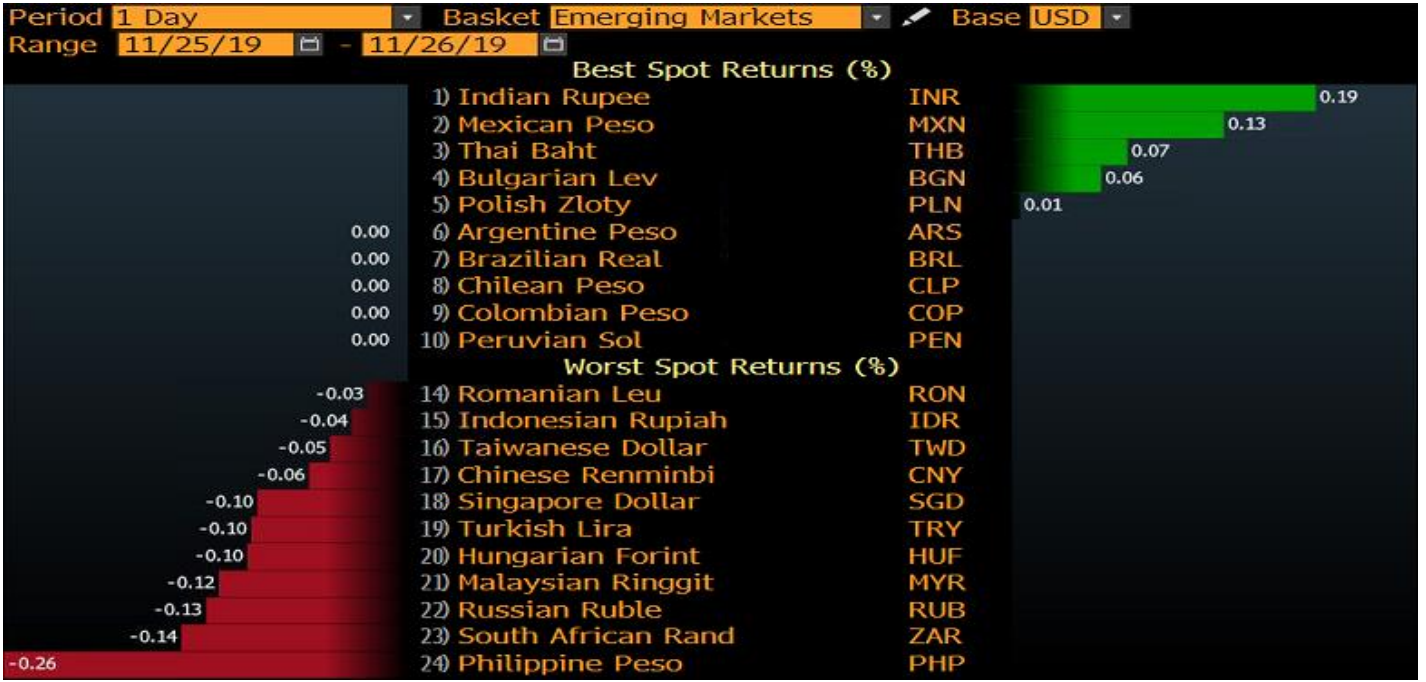 Period 1 Day Basket Emerging Markets Base USD
Range 11/25/19 - 11/26/19
Best Spot Returns (%)
1) Indian Rupee INR 0.19
2) Mexican Peso MXN 0.13
3) Thai Baht THB 0.07
4) Bulgarian Lev BGN 0.06
5) Polish Zloty PLN 0.01
0.00 6) Argentine Peso ARS
0.00 7) Brazilian Real BRL
0.00 8) Chilean Peso CLP
0.00 9) Colombian Peso COP
0.00 10) Peruvian Sol PEN
Worst Spot Returns (%)
-0.03 14) Romanian Leu RON
-0.04 15) Indonesian Rupiah IDR
-0.05 16) Taiwanese Dollar TWD
-0.06 17) Chinese Renminbi CNY
-0.10 18) Singapore Dollar SGD
-0.10 19) Turkish Lira TRY
-0.10 20) Hungarian Forint HUF
-0.12 21) Malaysian Ringgit MYR
-0.13 22) Russian Ruble RUB
-0.14 23) South African Rand ZAR
-0.26 24) Philippine Peso PHP